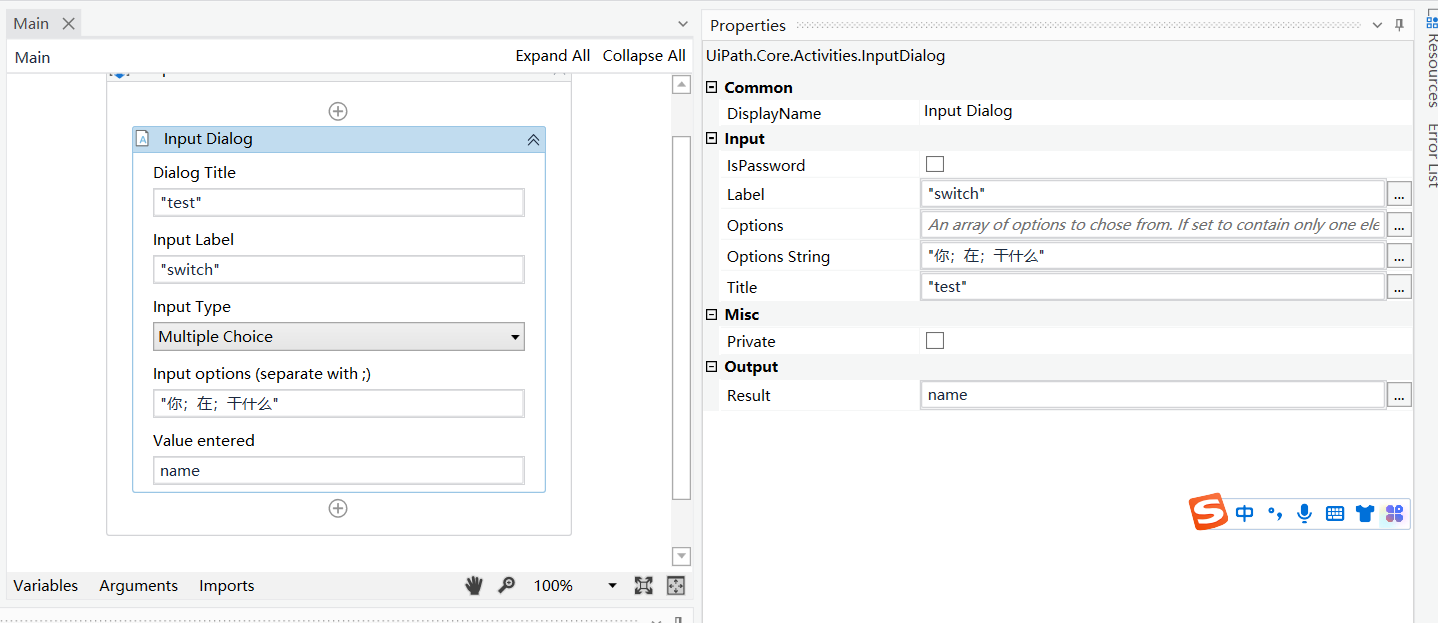 Main
Main
Expand All Collapse All
Input Dialog
Dialog Title
"test"
Input Label
"switch"
Input Type
Multiple Choice
Input options (separate with ;)
"你；在；干什么"
Value entered
name
Variables Arguments Imports
100%
Properties
UiPath.Core.Activities.InputDialog
Common
DisplayName Input Dialog
Input
IsPassword
Label "switch" ...
Options An array of options to chose from. If set to contain only one ele ...
Options String "你；在；干什么" ...
Title "test" ...
Misc
Private
Output
Result name ...
中
Resources
Error List